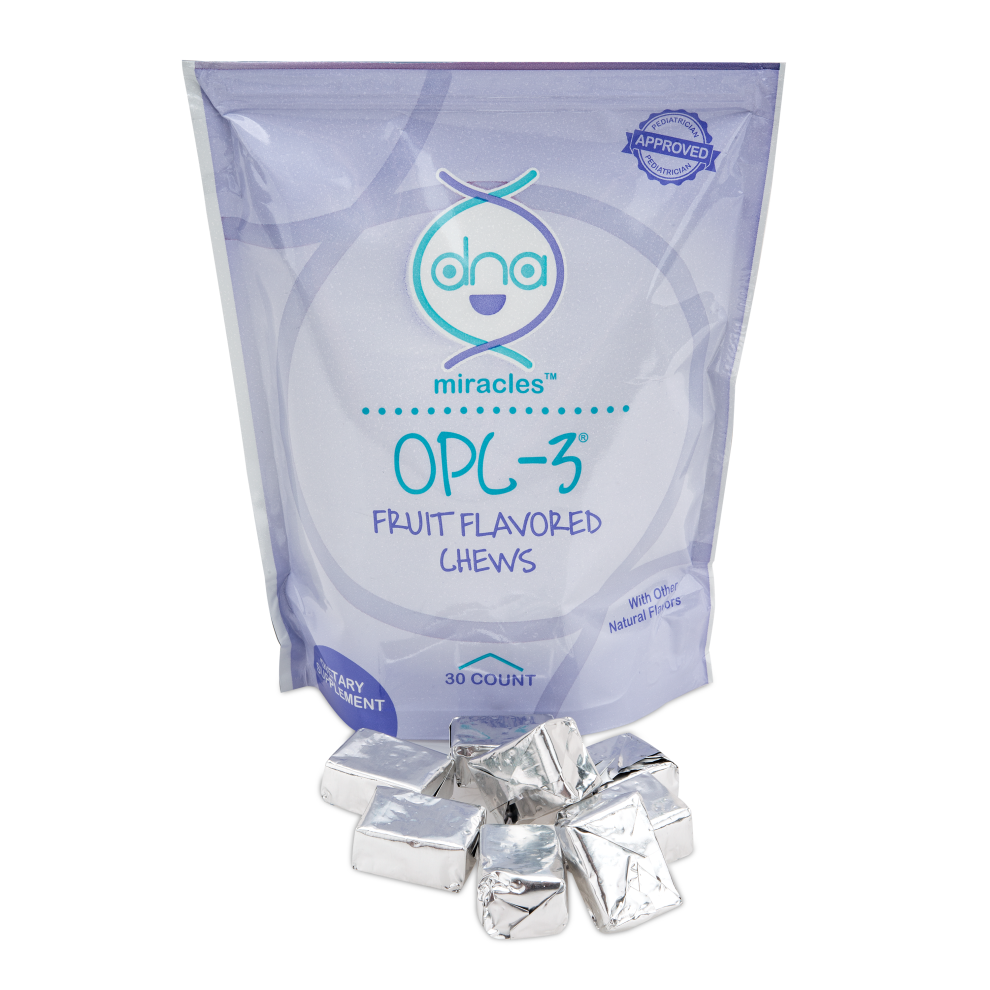 PEDIATRICIAN
APPROVED
PEDIATRICIAN
dna
miracles™
OPC-3®
FRUIT FLAVORED
CHEWS
With Other
Natural Flavors
30 COUNT
DIETARY
SUPPLEMENT